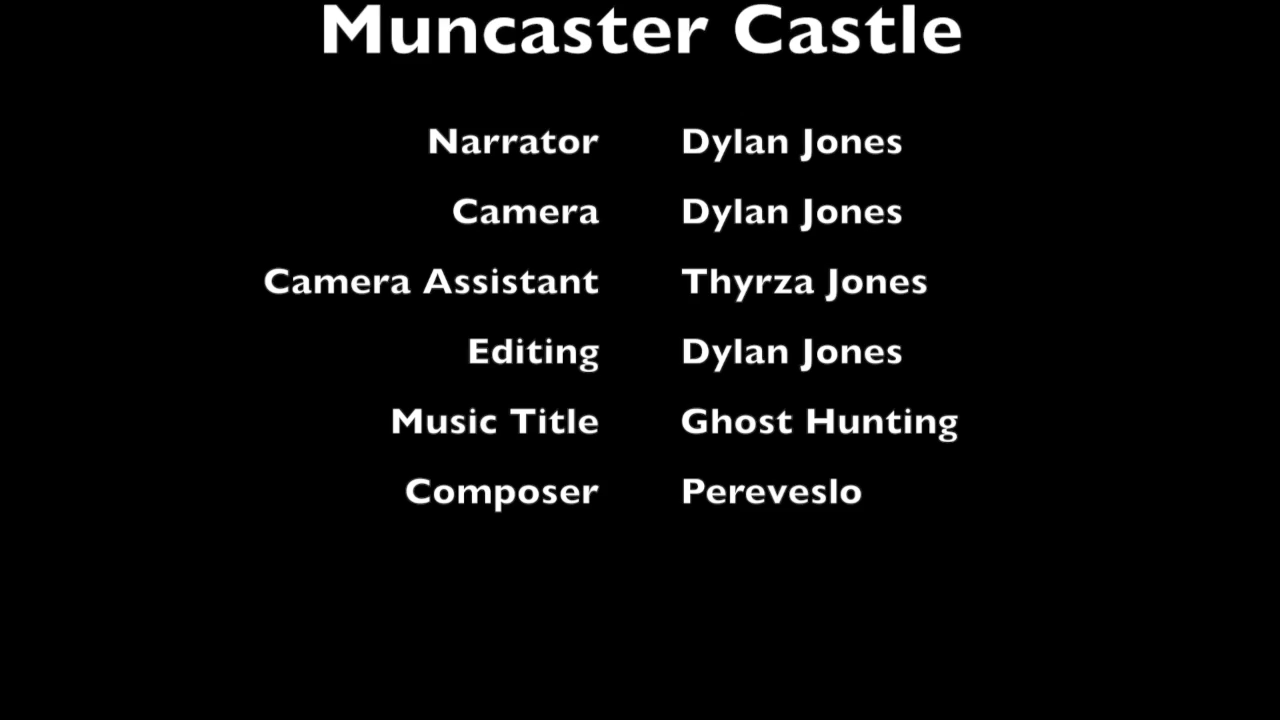 Muncaster Castle
Narrator Dylan Jones
Camera Dylan Jones
Camera Assistant Thyrza Jones
Editing Dylan Jones
Music Title Ghost Hunting
Composer Pereveslo